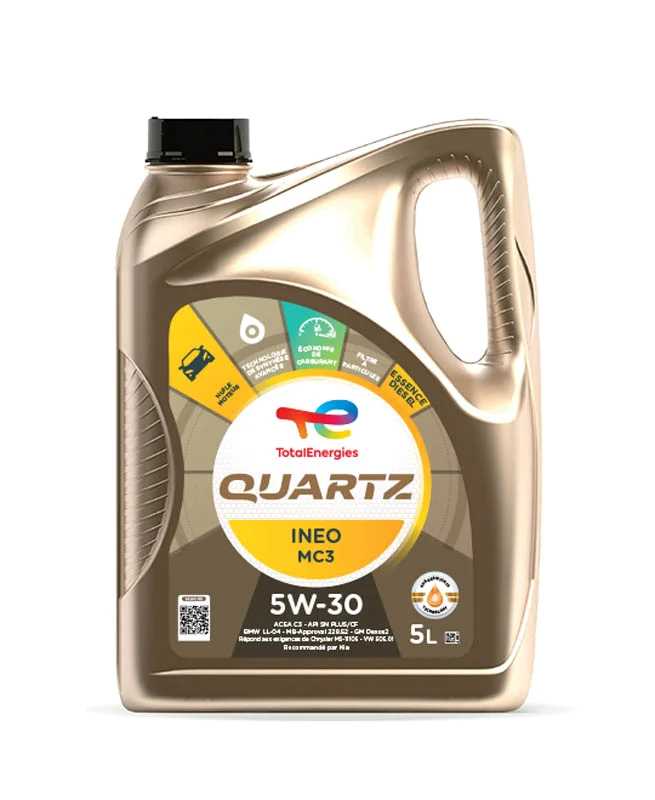 HUILE
MOTEUR
TECHNOLOGIE
DE SYNTHÈSE
AVANCÉE
ÉCONOMIE
DE
CARBURANT
FILTRE
À
PARTICULES
ESSENCE
DIESEL
TotalEnergies
QUARTZ
INEO
MC3
5W-30
ACEA C3 - API SN PLUS/CF
BMW LL-04 - MB-Approval 229.52 - GM Dexos2
Répond aux exigences de Chrysler MS-11106 - VW 505.01
Recommandé par Kia
5L